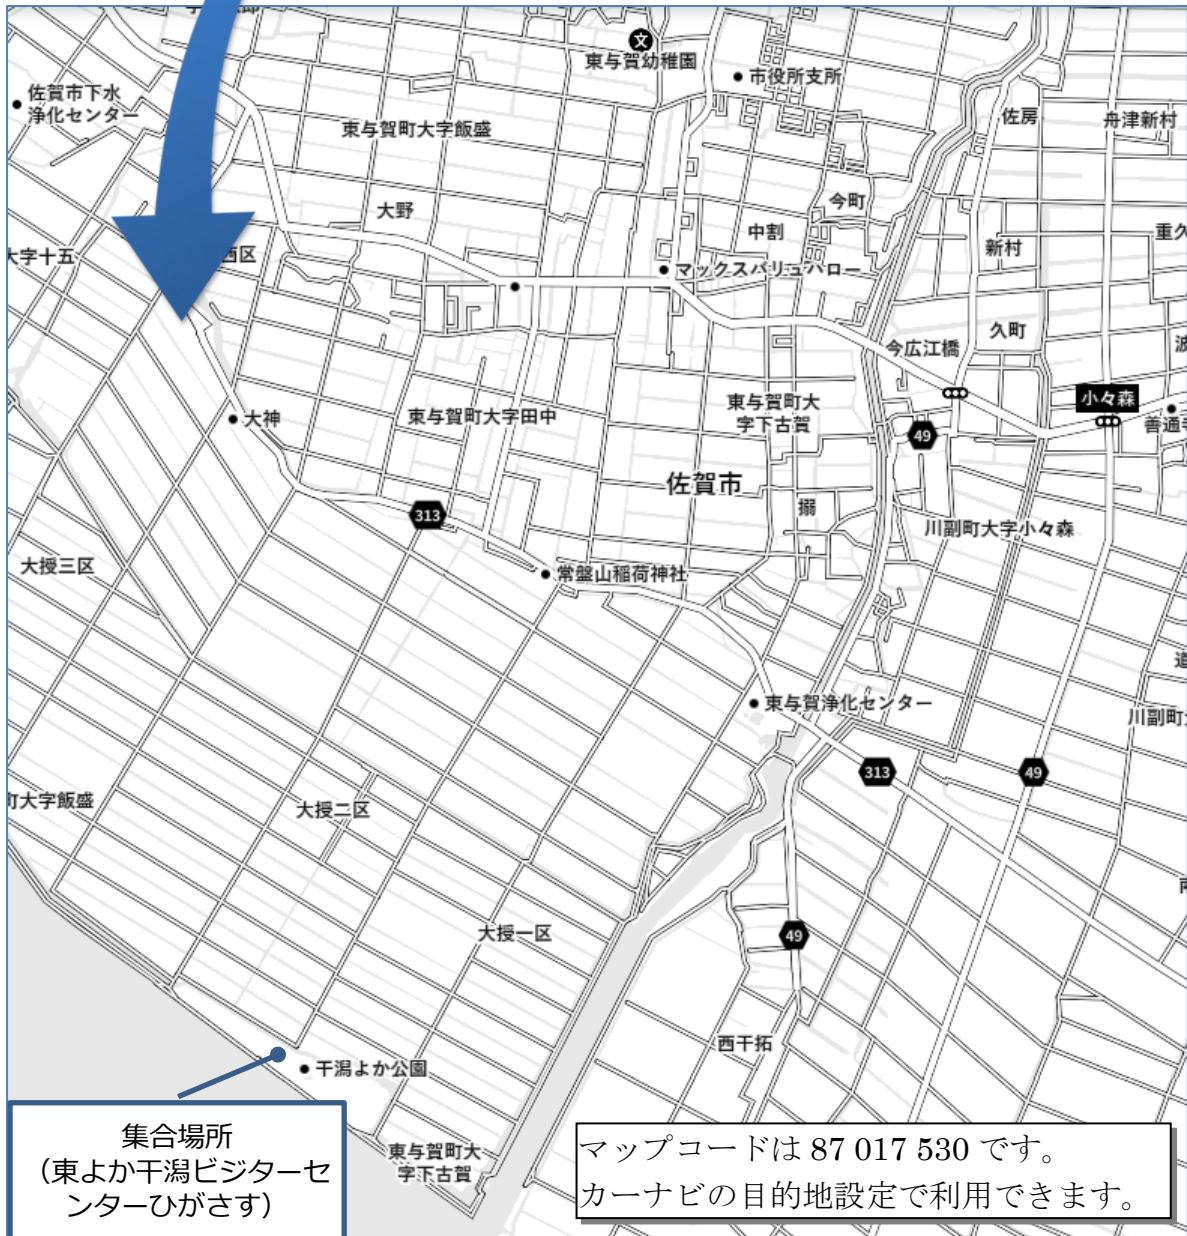 東与賀幼稚園
市役所支所
佐賀市下水
浄化センター
東与賀町大字飯盛
佐房
舟津新村
今町
大野
中割
新村
重久
大字十五
西区
マックスバリュハロー
久町
今広江橋
大神
東与賀町大字田中
東与賀町大
字下古賀
小々森
善通寺
49
佐賀市
搦
313
川副町大字小々森
大授三区
常盤山稲荷神社
東与賀浄化センター
川副町大
313
49
町大字飯盛
大授二区
大授一区
49
西干拓
干潟よか公園
東与賀町大
字下古賀
集合場所
（東よか干潟ビジターセ
ンターひがさす）
マップコードは 87 017 530 です。
カーナビの目的地設定で利用できます。